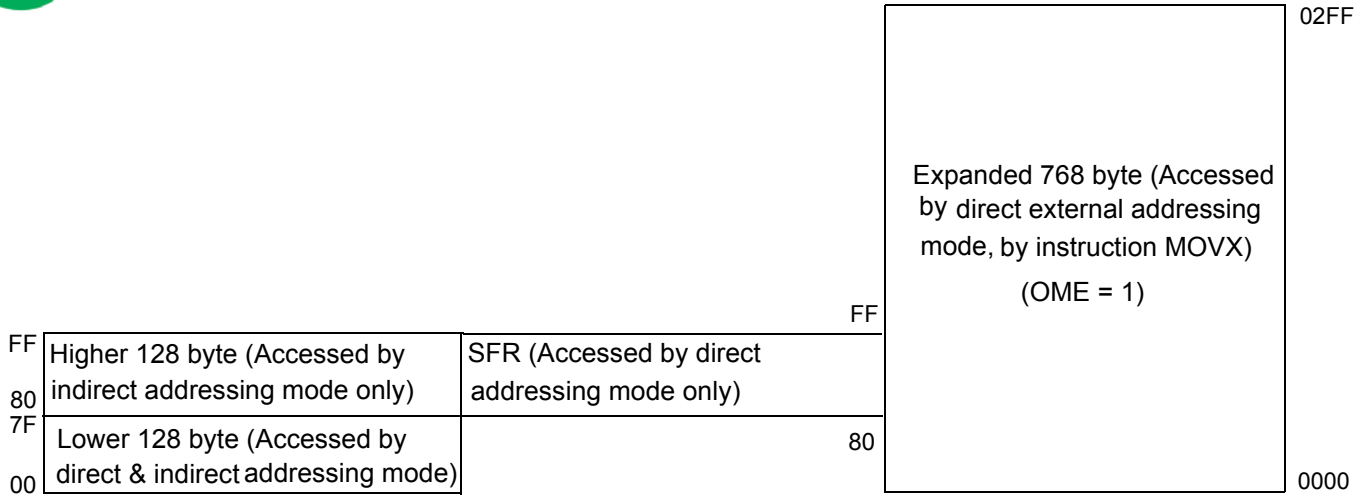 02FF
Expanded 768 byte (Accessed
by direct external addressing
mode, by instruction MOVX)
(OME = 1)
FF
FF
Higher 128 byte (Accessed by
indirect addressing mode only)
80
SFR (Accessed by direct
addressing mode only)
7F
Lower 128 byte (Accessed by
direct & indirect addressing mode)
00
80
0000